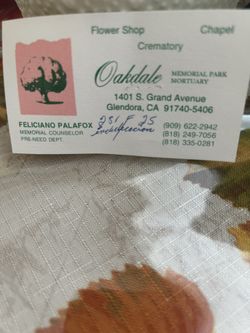 Flower Shop Chapel
Crematory
Oakdale MEMORIAL PARK
MORTUARY
1401 S. Grand Avenue
Glendora, CA 91740-5406
FELICIANO PALAFOX
MEMORIAL COUNSELOR
PRE-NEED DEPT.
(909) 622-2942
(818) 249-7056
(818) 335-0281